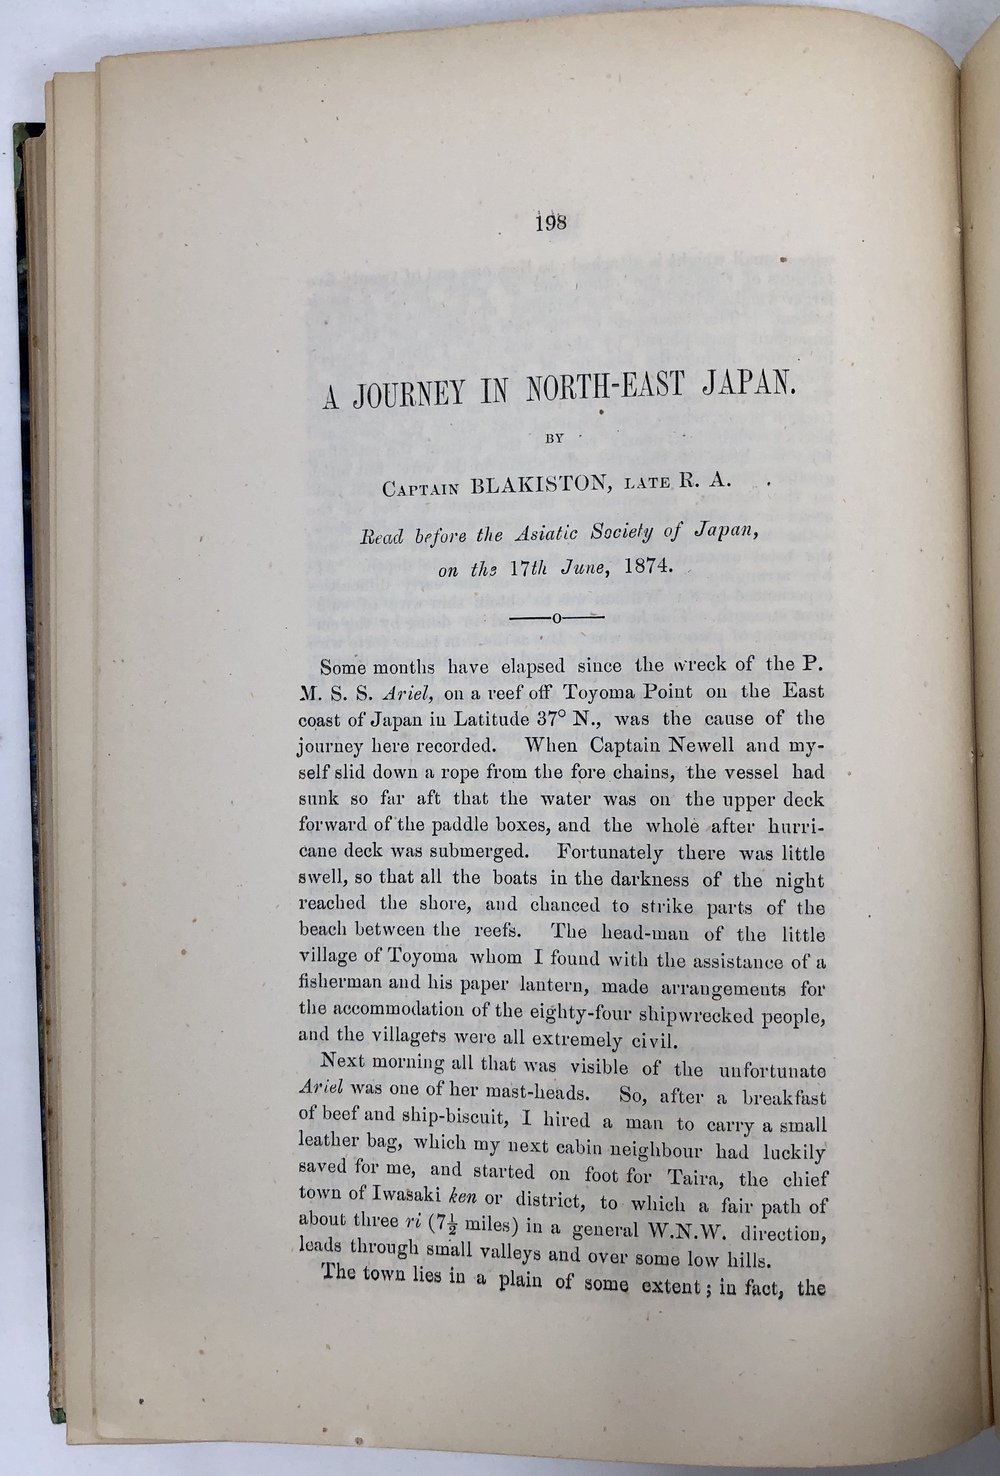 198
A JOURNEY IN NORTH-EAST JAPAN.
BY
CAPTAIN BLAKISTON, LATE R. A.
Read before the Asiatic Society of Japan,
on the 17th June, 1874.
——o——
Some months have elapsed since the wreck of the P.
M. S. S. Ariel, on a reef off Toyoma Point on the East
coast of Japan in Latitude 37° N., was the cause of the
journey here recorded. When Captain Newell and my-
self slid down a rope from the fore chains, the vessel had
sunk so far aft that the water was on the upper deck
forward of the paddle boxes, and the whole after hurri-
cane deck was submerged. Fortunately there was little
swell, so that all the boats in the darkness of the night
reached the shore, and chanced to strike parts of the
beach between the reefs. The head-man of the little
village of Toyoma whom I found with the assistance of a
fisherman and his paper lantern, made arrangements for
the accommodation of the eighty-four shipwrecked people,
and the villagers were all extremely civil.
Next morning all that was visible of the unfortunate
Ariel was one of her mast-heads. So, after a breakfast
of beef and ship-biscuit, I hired a man to carry a small
leather bag, which my next cabin neighbour had luckily
saved for me, and started on foot for Taira, the chief
town of Iwasaki ken or district, to which a fair path of
about three ri (7½ miles) in a general W.N.W. direction,
leads through small valleys and over some low hills.
The town lies in a plain of some extent; in fact, the